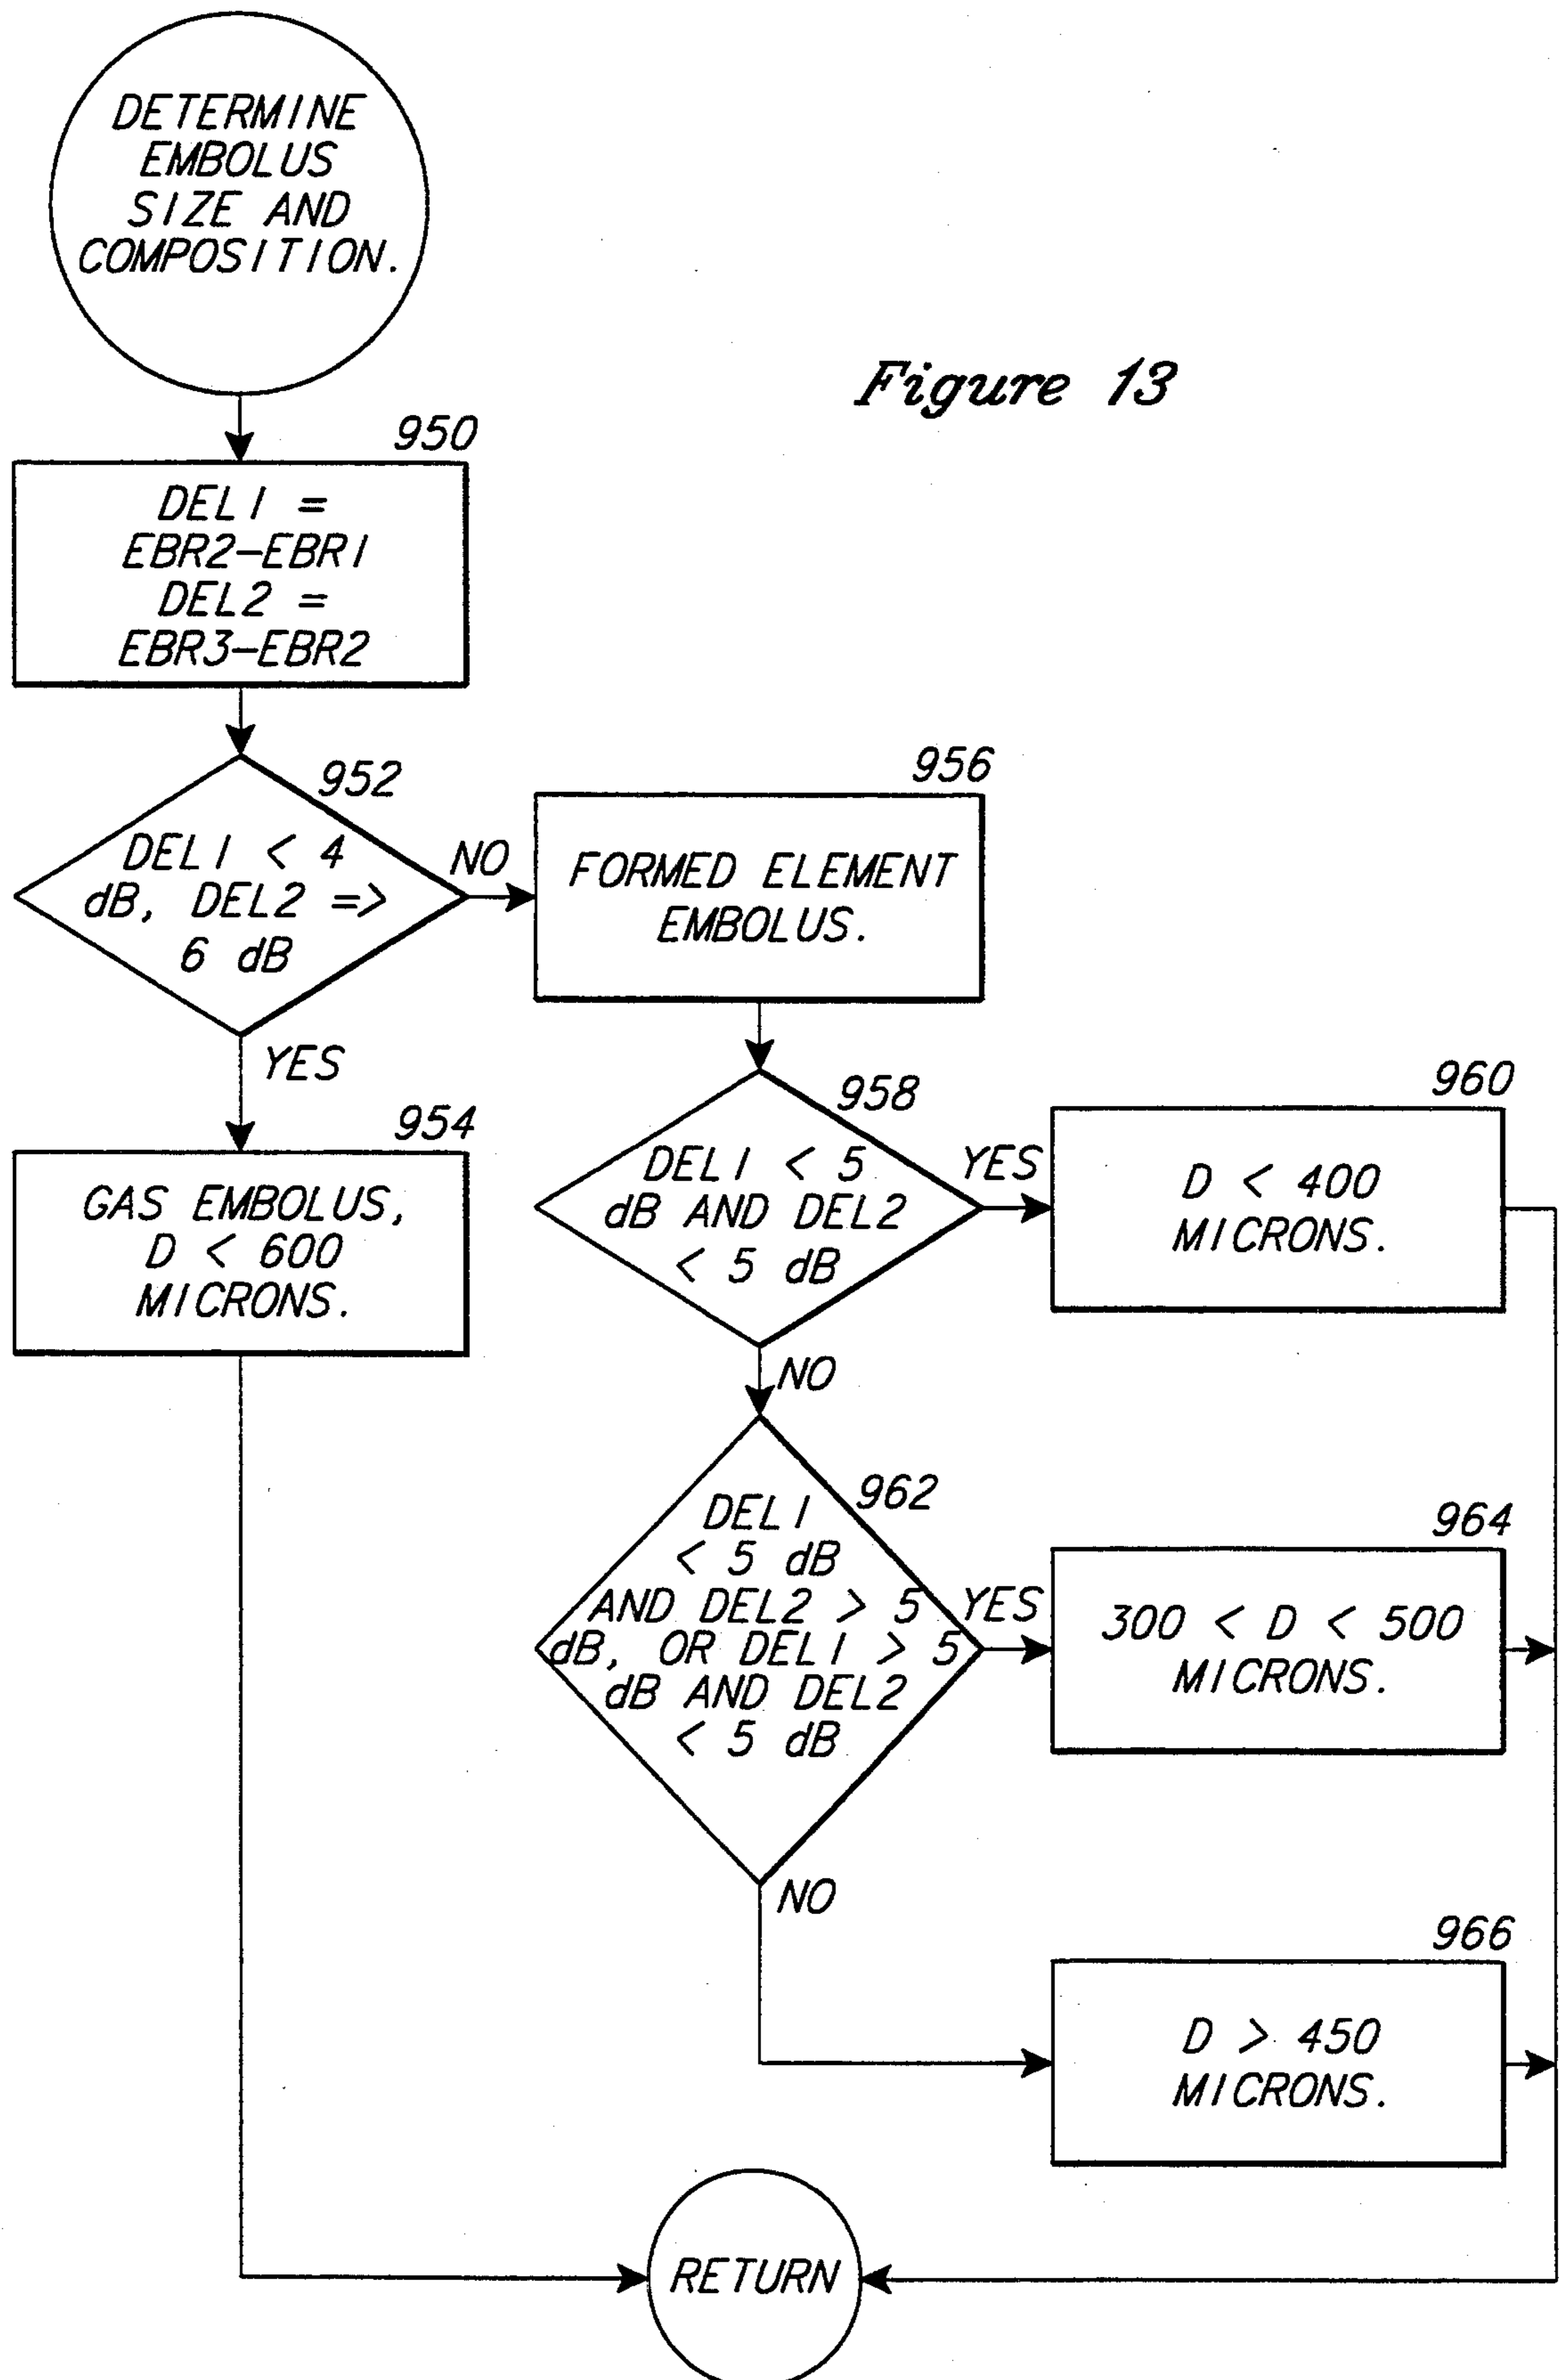 DETERMINE
EMBOLUS
SIZE AND
COMPOSITION.
Figure 13
950
DEL1 =
EBR2-EBR1
DEL2 =
EBR3-EBR2
952
DEL1 < 4
dB, DEL2 =>
6 dB
NO
956
FORMED ELEMENT
EMBOLUS.
YES
954
GAS EMBOLUS,
D < 600
MICRONS.
958
DEL1 < 5
dB AND DEL2
< 5 dB
YES
960
D < 400
MICRONS.
NO
962
DEL1
< 5 dB
AND DEL2 > 5
dB, OR DEL1 > 5
dB AND DEL2
< 5 dB
YES
964
300 < D < 500
MICRONS.
NO
966
D > 450
MICRONS.
RETURN